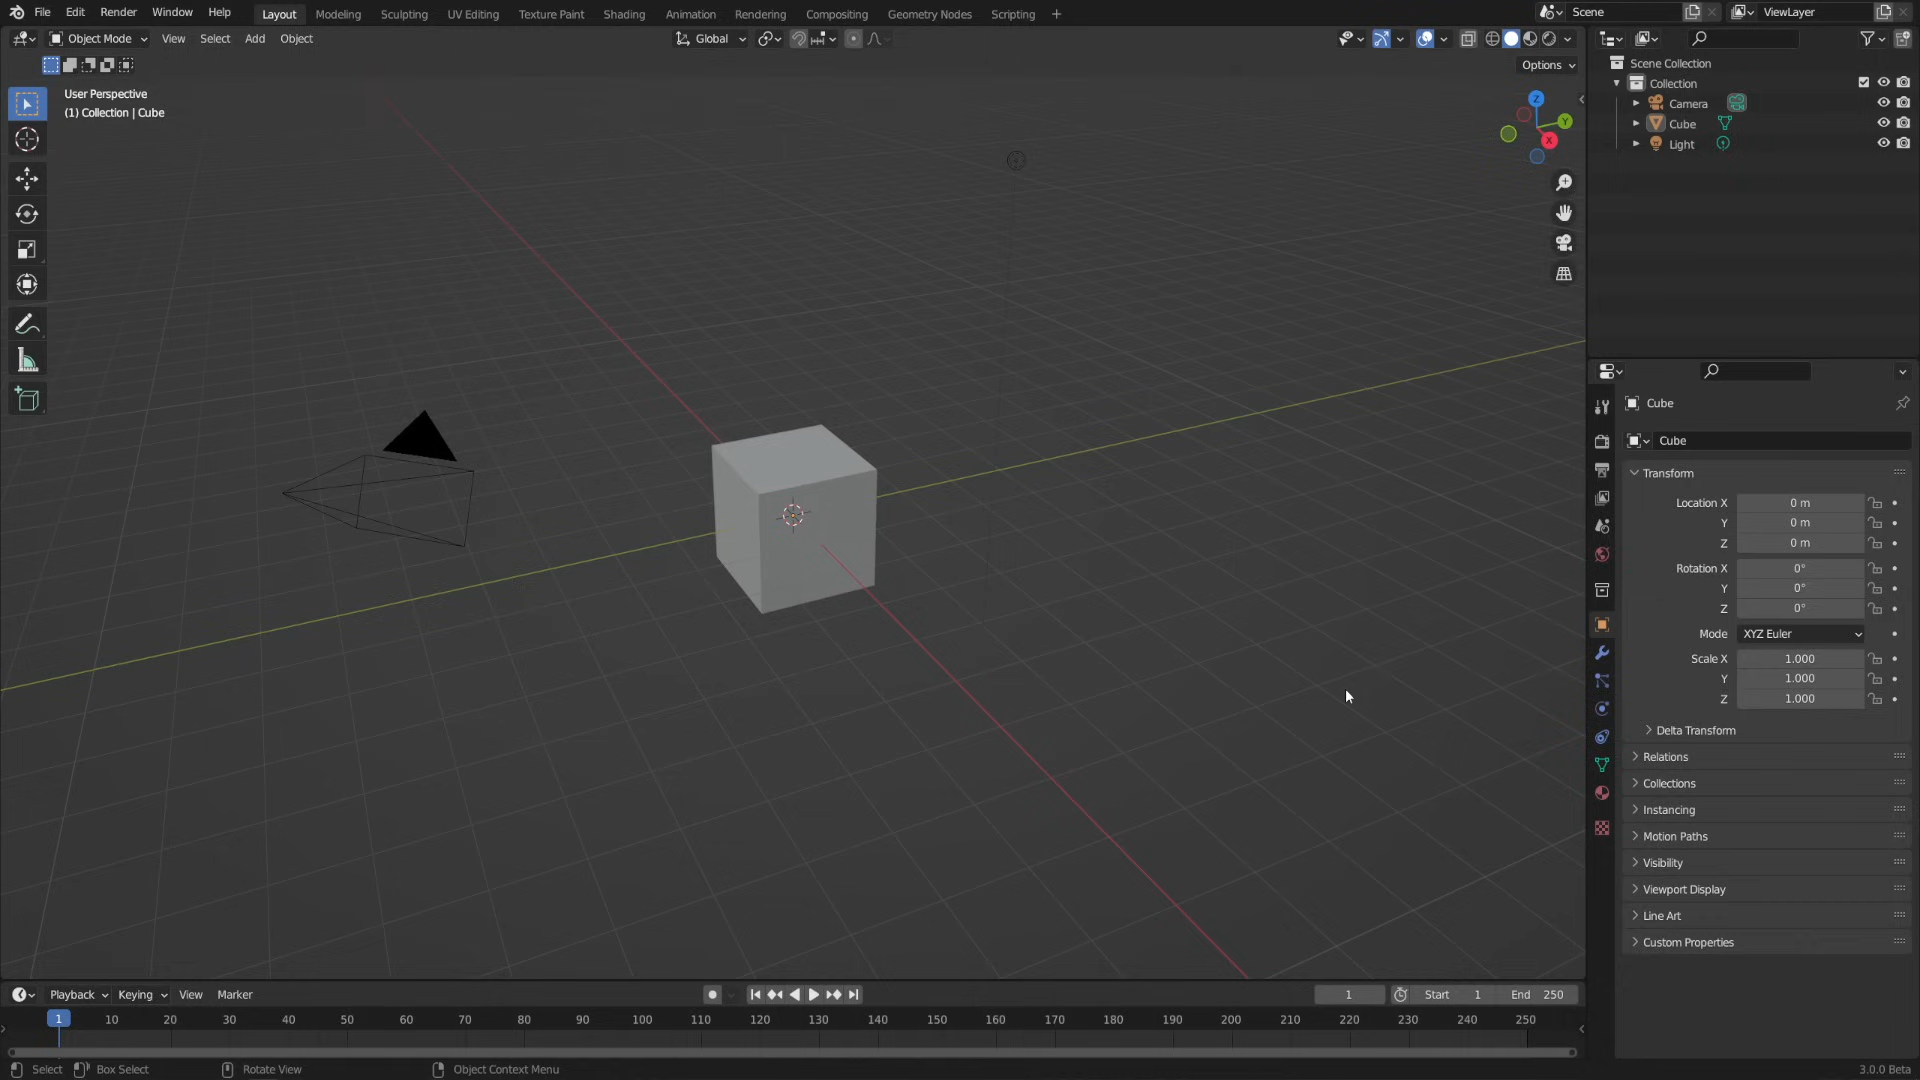 File Edit Render Window Help Layout Modeling Sculpting UV Editing Texture Paint Shading Animation Rendering Compositing Geometry Nodes Scripting + Scene ViewLayer
Object Mode View Select Add Object Global
Options
User Perspective
(1) Collection | Cube
Z
Y
X
Scene Collection
Collection
Camera
Cube
Light
Cube
Cube
Transform
Location X 0 m
Y 0 m
Z 0 m
Rotation X 0°
Y 0°
Z 0°
Mode XYZ Euler
Scale X 1.000
Y 1.000
Z 1.000
Delta Transform
Relations
Collections
Instancing
Motion Paths
Visibility
Viewport Display
Line Art
Custom Properties
Playback Keying View Marker 1 Start 1 End 250
1 10 20 30 40 50 60 70 80 90 100 110 120 130 140 150 160 170 180 190 200 210 220 230 240 250
Select Box Select Rotate View Object Context Menu 3.0.0 Beta